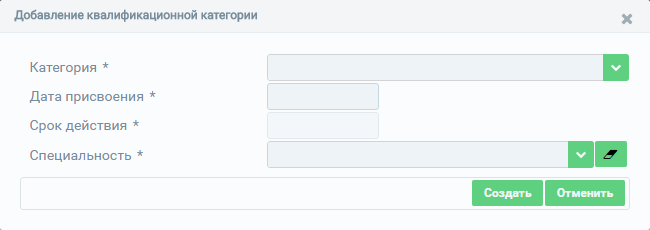 Добавление квалификационной категории
Категория *
Дата присвоения *
Срок действия *
Специальность *
Создать Отменить